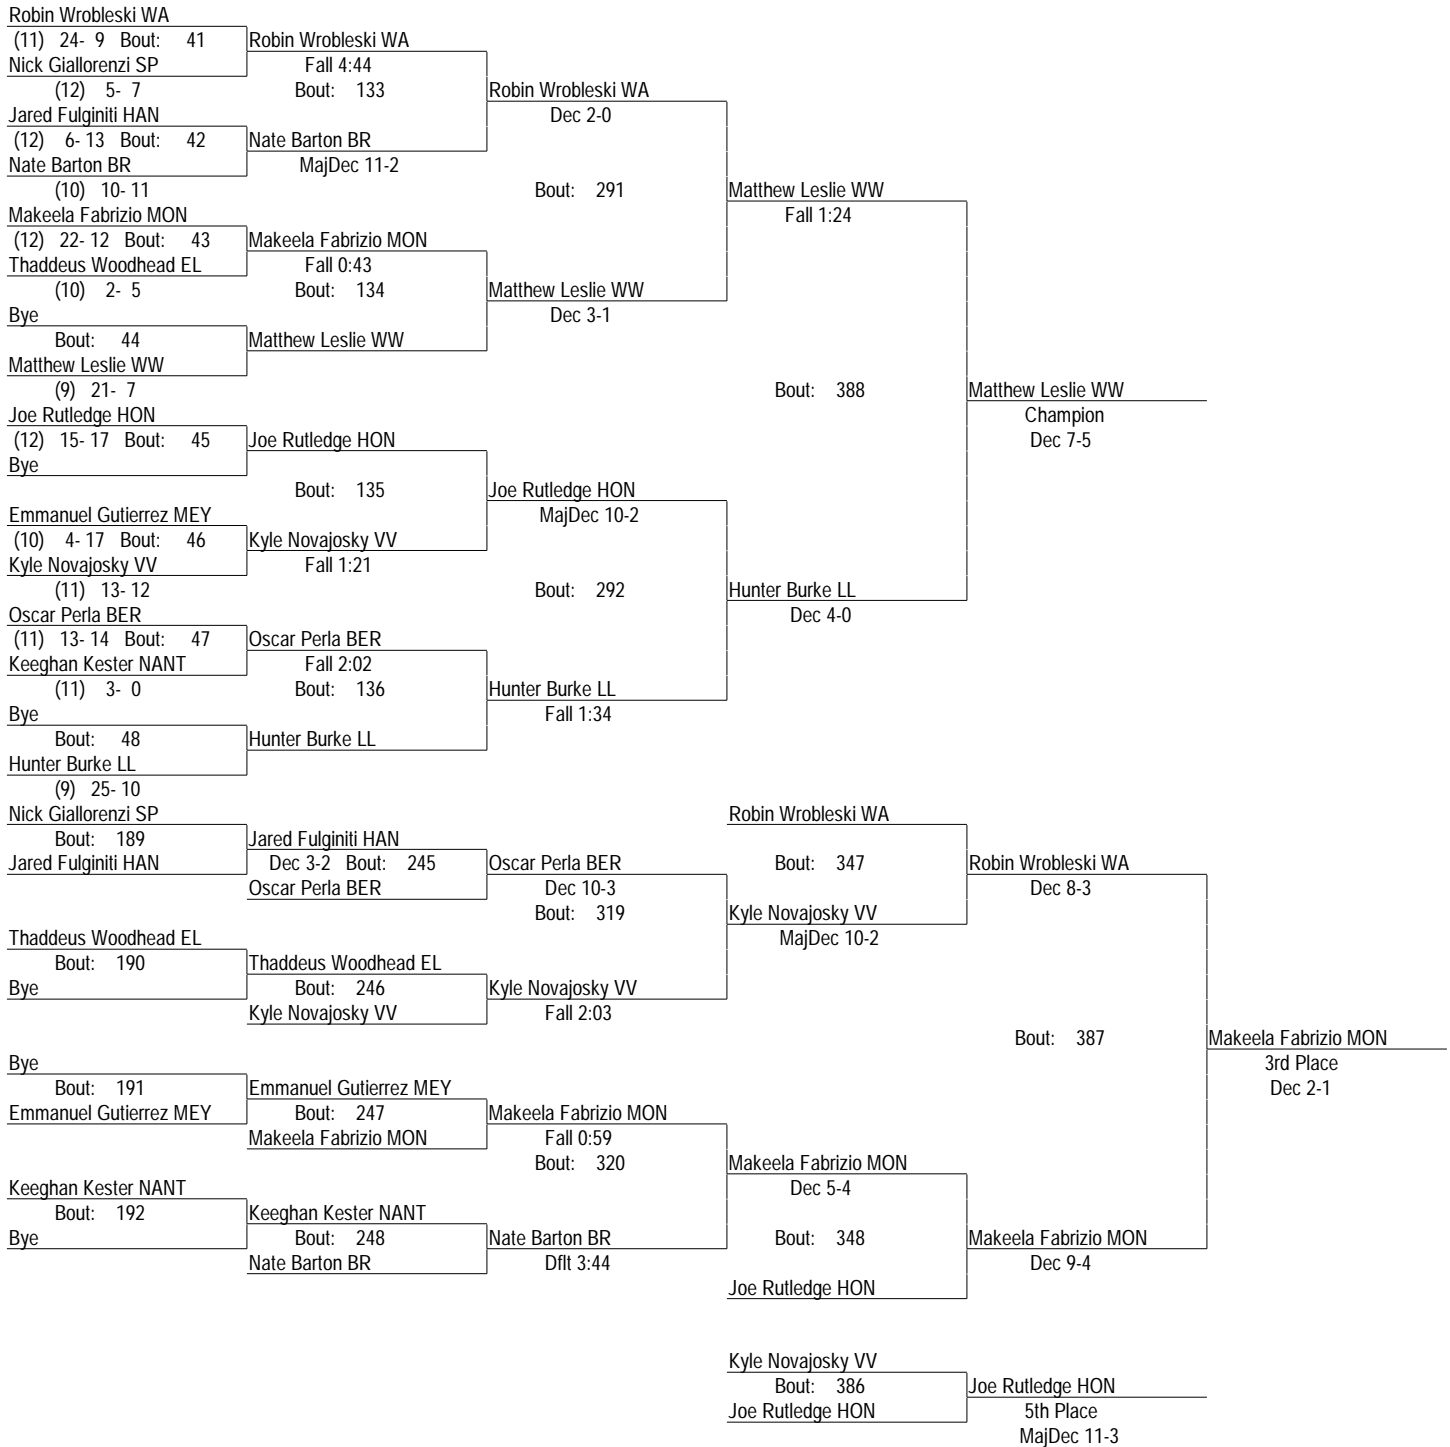 Robin Wrobleski WA
(11) 24- 9 Bout: 41 Robin Wrobleski WA
Nick Giallorenzi SP Fall 4:44
(12) 5- 7 Bout: 133 Robin Wrobleski WA
Jared Fulginiti HAN Dec 2-0
(12) 6- 13 Bout: 42 Nate Barton BR
Nate Barton BR MajDec 11-2
(10) 10- 11 Bout: 291 Matthew Leslie WW
Makeela Fabrizio MON Fall 1:24
(12) 22- 12 Bout: 43 Makeela Fabrizio MON
Thaddeus Woodhead EL Fall 0:43
(10) 2- 5 Bout: 134 Matthew Leslie WW
Bye Dec 3-1
Bout: 44 Matthew Leslie WW
Matthew Leslie WW
(9) 21- 7 Bout: 388 Matthew Leslie WW
Joe Rutledge HON Champion
(12) 15- 17 Bout: 45 Joe Rutledge HON Dec 7-5
Bye
Bout: 135 Joe Rutledge HON
Emmanuel Gutierrez MEY MajDec 10-2
(10) 4- 17 Bout: 46 Kyle Novajosky VV
Kyle Novajosky VV Fall 1:21
(11) 13- 12 Bout: 292 Hunter Burke LL
Oscar Perla BER Dec 4-0
(11) 13- 14 Bout: 47 Oscar Perla BER
Keeghan Kester NANT Fall 2:02
(11) 3- 0 Bout: 136 Hunter Burke LL
Bye Fall 1:34
Bout: 48 Hunter Burke LL
Hunter Burke LL
(9) 25- 10
Nick Giallorenzi SP Robin Wrobleski WA
Bout: 189 Jared Fulginiti HAN
Jared Fulginiti HAN Dec 3-2 Bout: 245 Oscar Perla BER Bout: 347 Robin Wrobleski WA
Oscar Perla BER Dec 10-3 Dec 8-3
Bout: 319 Kyle Novajosky VV
Thaddeus Woodhead EL MajDec 10-2
Bout: 190 Thaddeus Woodhead EL
Bye Bout: 246 Kyle Novajosky VV
Kyle Novajosky VV Fall 2:03
Bout: 387 Makeela Fabrizio MON
Bye 3rd Place
Bout: 191 Emmanuel Gutierrez MEY Dec 2-1
Emmanuel Gutierrez MEY Bout: 247 Makeela Fabrizio MON
Makeela Fabrizio MON Fall 0:59
Bout: 320 Makeela Fabrizio MON
Keeghan Kester NANT Dec 5-4
Bout: 192 Keeghan Kester NANT
Bye Bout: 248 Nate Barton BR Bout: 348 Makeela Fabrizio MON
Nate Barton BR Dflt 3:44 Dec 9-4
Joe Rutledge HON
Kyle Novajosky VV
Bout: 386 Joe Rutledge HON
Joe Rutledge HON 5th Place
MajDec 11-3